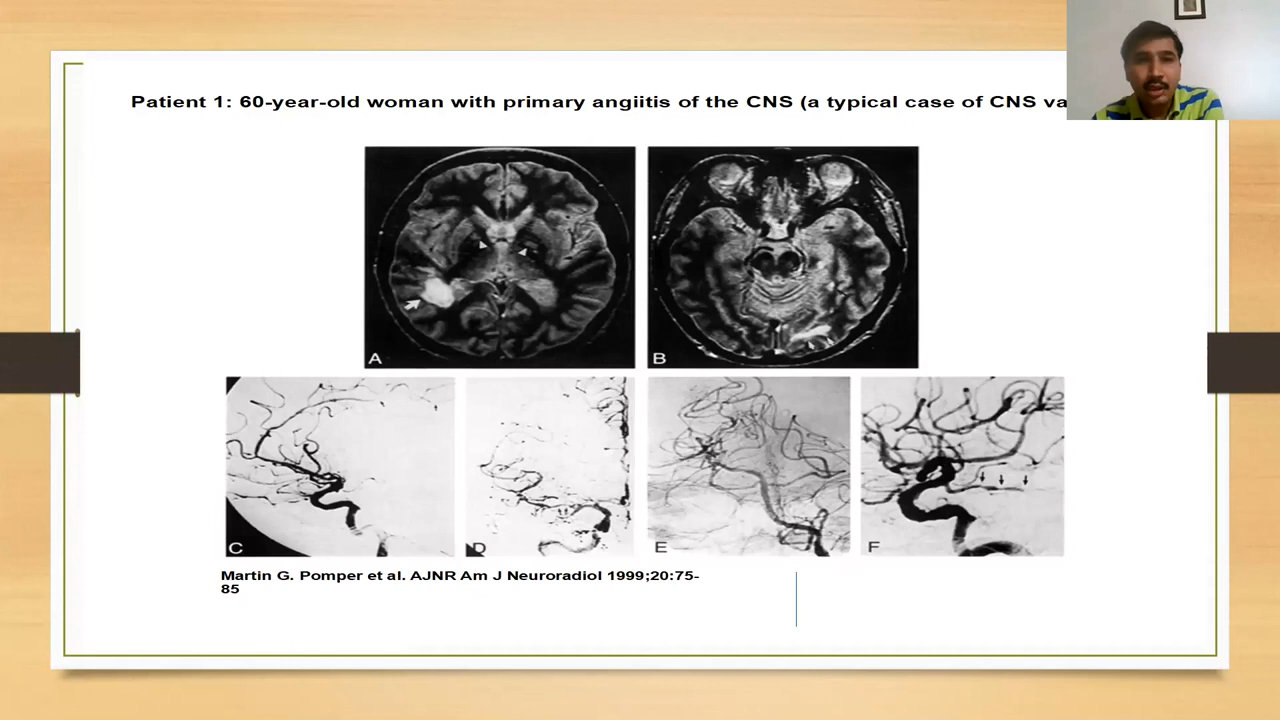 Patient 1: 60-year-old woman with primary angiitis of the CNS (a typical case of CNS
A
B
C
D
E
F
Martin G. Pomper et al. AJNR Am J Neuroradiol 1999;20:75-
85